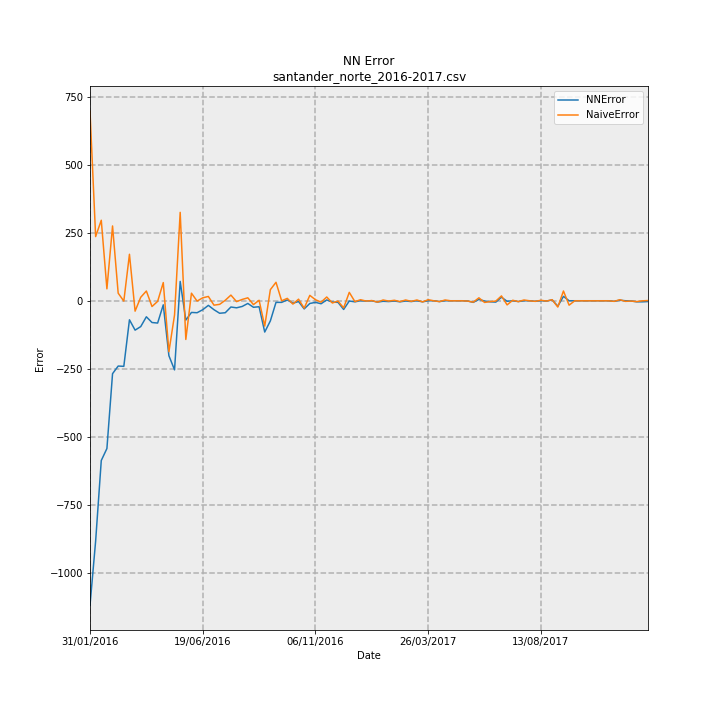 NN Error
santander_norte_2016-2017.csv
NNError
NaiveError
750
500
250
0
−250
−500
−750
−1000
Error
31/01/2016
19/06/2016
06/11/2016
26/03/2017
13/08/2017
Date